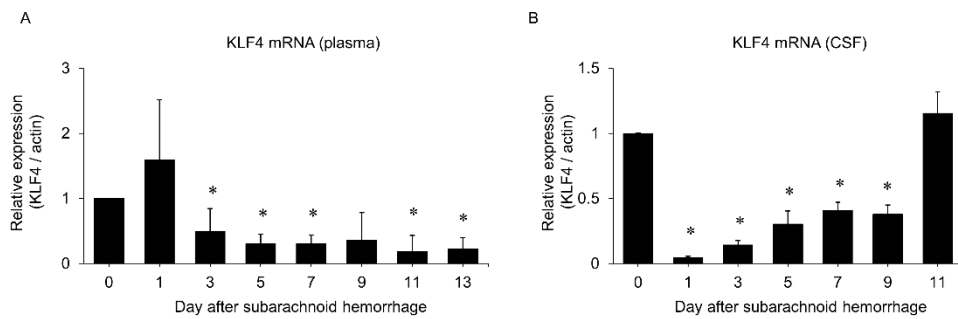 A
KLF4 mRNA (plasma)
Relative expression
(KLF4 / actin)
3
2
1
0
*
*
*
*
*
0 1 3 5 7 9 11 13
Day after subarachnoid hemorrhage
B
KLF4 mRNA (CSF)
Relative expression
(KLF4 / actin)
1.5
1
0.5
0
*
*
*
*
*
0 1 3 5 7 9 11
Day after subarachnoid hemorrhage